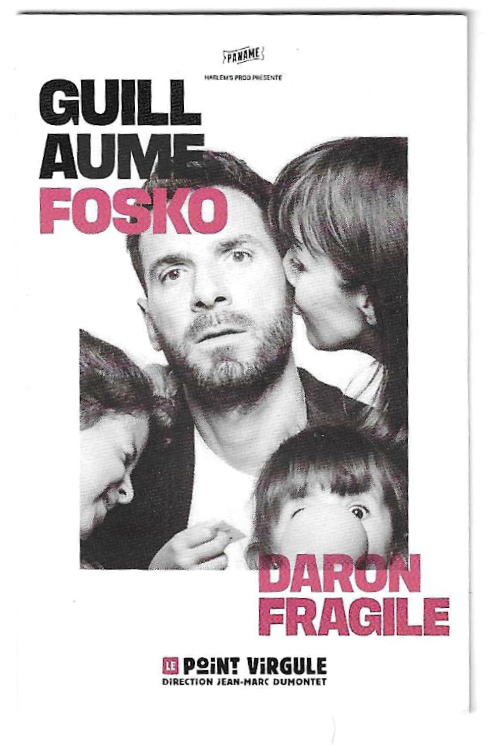 PANAME
HARLEM'S PROD PRÉSENTE
GUILL
AUME
FOSKO
DARON
FRAGILE
LE POiNT ViRGULE
DiRECTION JEAN-MARC DUMONTET